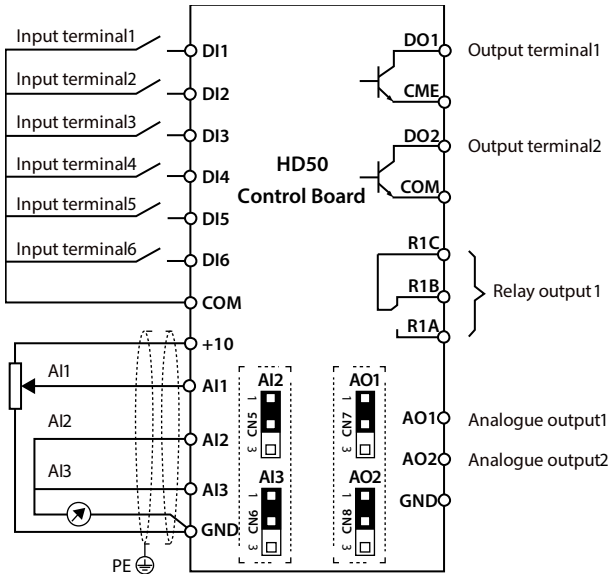 Input terminal1
DI1
Input terminal2
DI2
Input terminal3
DI3
Input terminal4
DI4
Input terminal5
DI5
Input terminal6
DI6
COM
+10
AI1
AI1
AI2
AI2
AI3
AI3
GND
PE
HD50
Control Board
AI2
1
CN5
3
AO1
1
CN7
3
AI3
1
CN6
3
AO2
1
CN8
3
DO1
Output terminal1
CME
DO2
Output terminal2
COM
R1C
R1B
Relay output1
R1A
AO1
Analogue output1
AO2
Analogue output2
GND